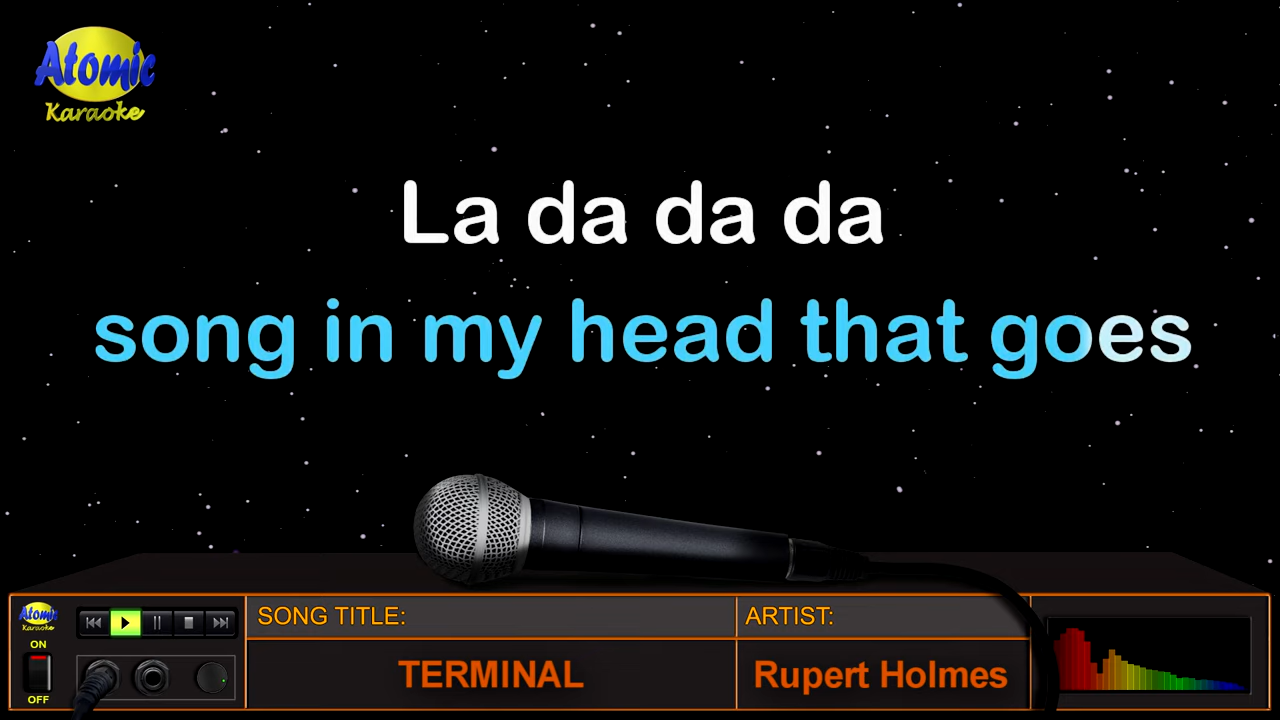 Atomic
Karaoke
La da da da
song in my head that goes
Atomic
Karaoke
ON
OFF
SONG TITLE:
TERMINAL
ARTIST:
Rupert Holmes